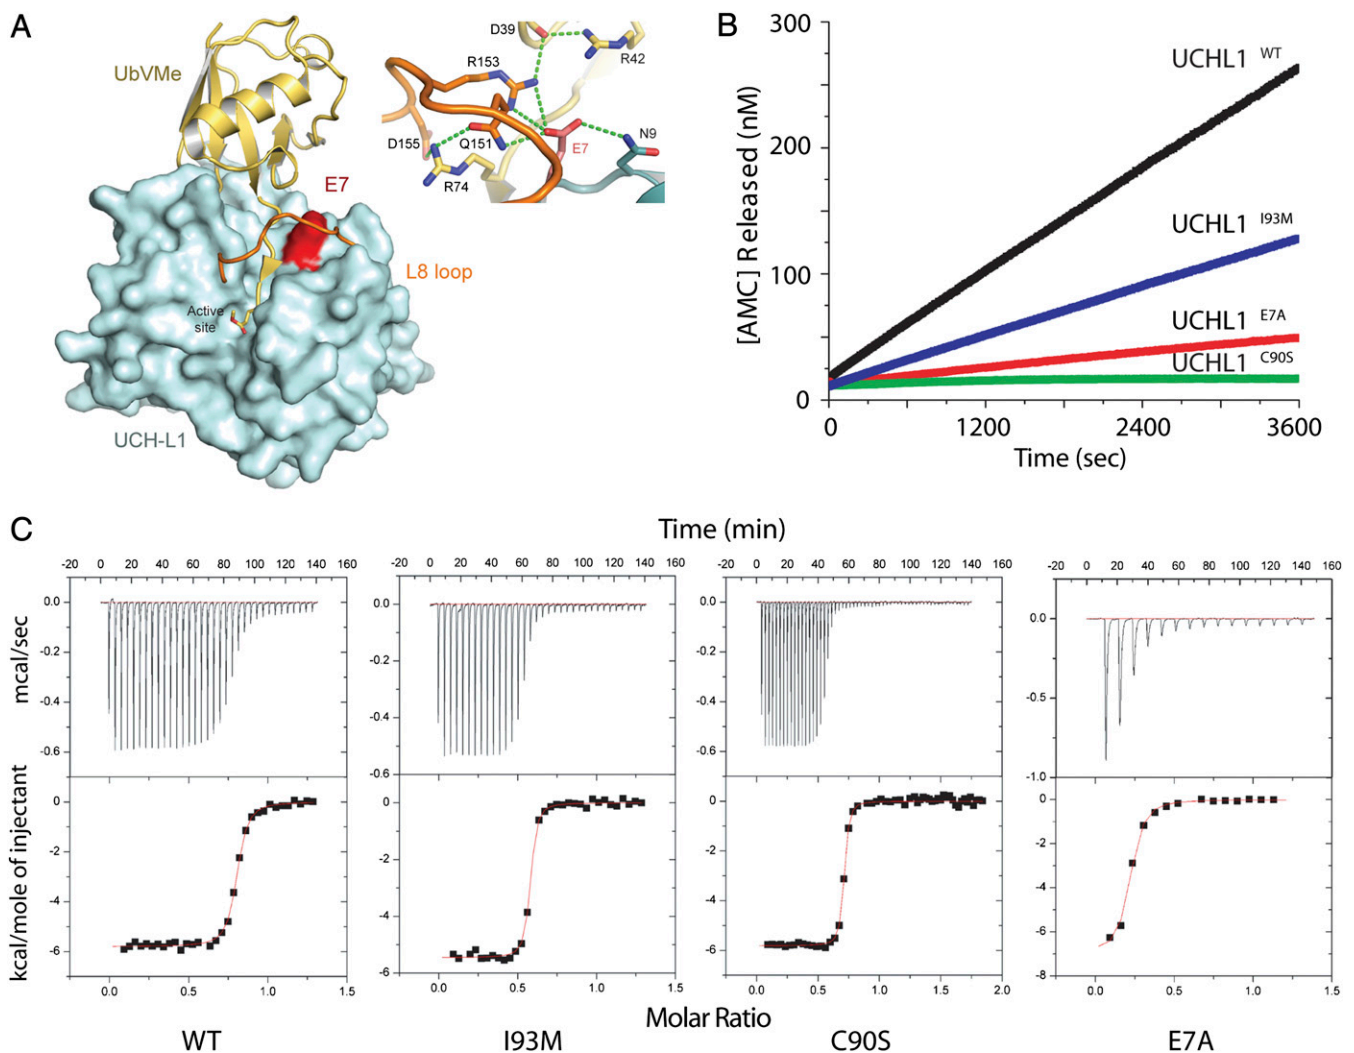 A
UbVMe
E7
L8 loop
Active
site
UCH-L1
D39
R42
R153
N9
D155
Q151
E7
R74
B
[AMC] Released (nM)
300
200
100
0
0 1200 2400 3600
Time (sec)
UCHL1 WT
UCHL1 I93M
UCHL1 E7A
UCHL1 C90S
C
Time (min)
-20 0 20 40 60 80 100 120 140 160
-20 0 20 40 60 80 100 120 140 160
-20 0 20 40 60 80 100 120 140 160
-20 0 20 40 60 80 100 120 140 160
mcal/sec
0.0
-0.2
-0.4
-0.6
0.0
-0.2
-0.4
-0.6
0.0
-0.2
-0.4
-0.6
0.0
-0.5
-1.0
kcal/mole of injectant
0
-2
-4
-6
0
-2
-4
-6
0
-2
-4
-6
0
-2
-4
-6
-8
0.0 0.5 1.0 1.5
0.0 0.5 1.0 1.5
0.0 0.5 1.0 1.5 2.0
0.0 0.5 1.0 1.5
Molar Ratio
WT
I93M
C90S
E7A